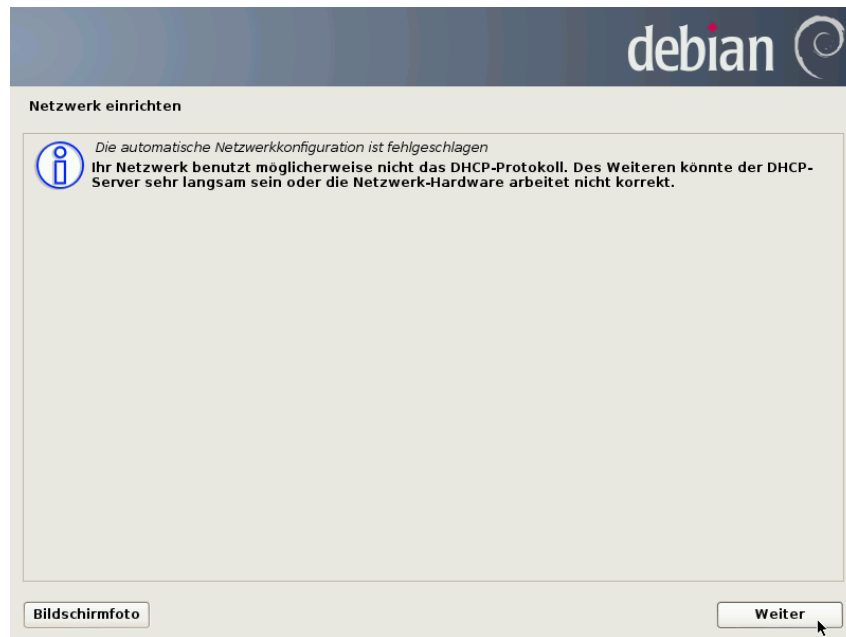 debian
Netzwerk einrichten
Die automatische Netzwerkkonfiguration ist fehlgeschlagen
Ihr Netzwerk benutzt möglicherweise nicht das DHCP-Protokoll. Des Weiteren könnte der DHCP-
Server sehr langsam sein oder die Netzwerk-Hardware arbeitet nicht korrekt.
Bildschirmfoto
Weiter